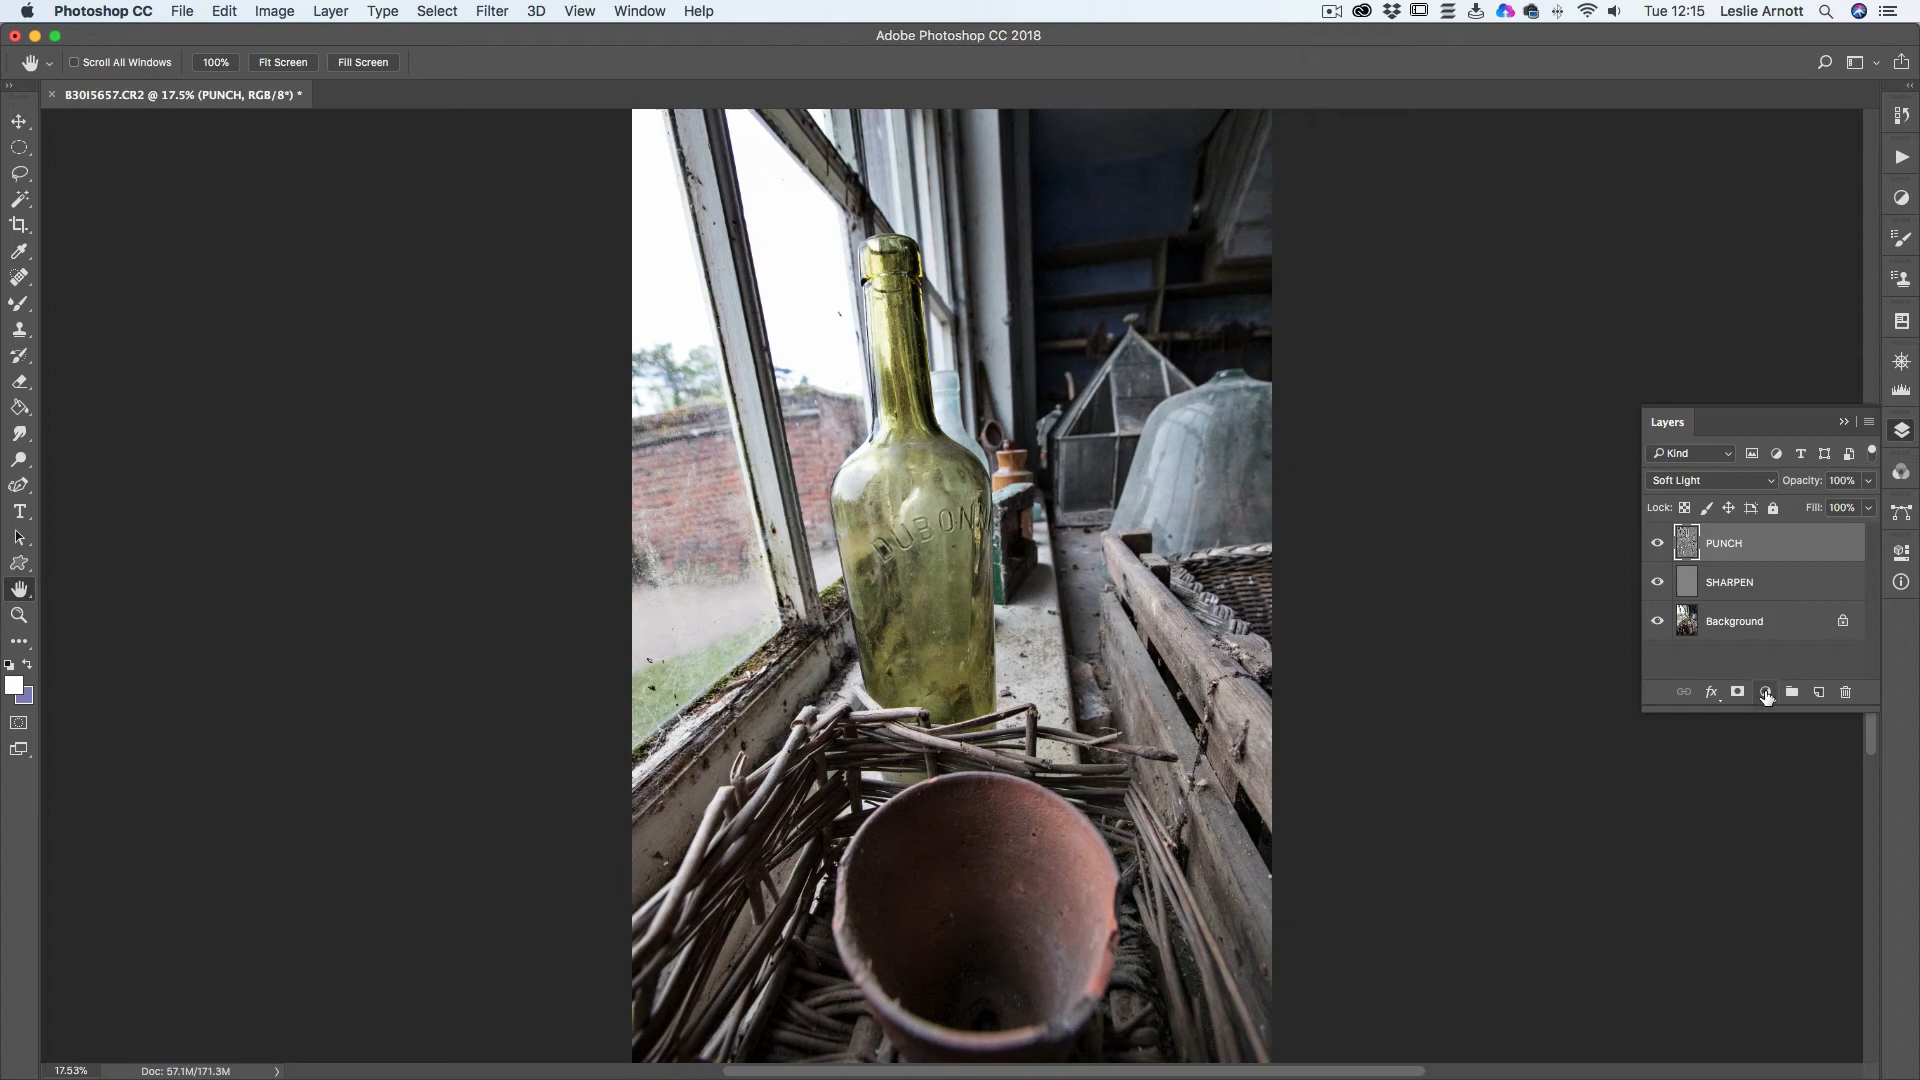 Photoshop CC File Edit Image Layer Type Select Filter 3D View Window Help Tue 12:15 Leslie Arnott
Adobe Photoshop CC 2018
Scroll All Windows 100% Fit Screen Fill Screen
B30I5657.CR2 @ 17.5% (PUNCH, RGB/8*) *
DUBONN
Layers
Kind
Soft Light Opacity: 100%
Lock: Fill: 100%
PUNCH
SHARPEN
Background
fx
17.53% Doc: 57.1M/171.3M